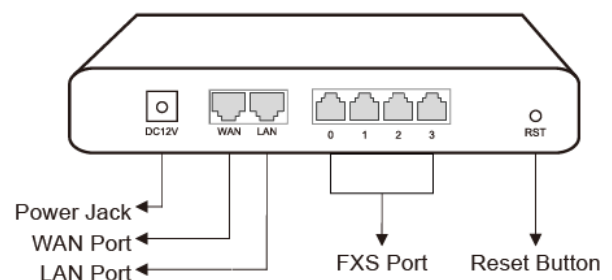 DC12V WAN LAN 0 1 2 3 RST
Power Jack
WAN Port
LAN Port
FXS Port Reset Button